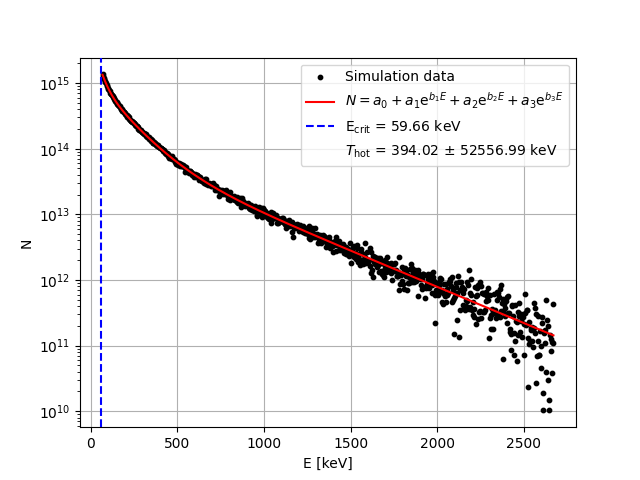 Simulation data
N = a₀ + a₁e^{b₁E} + a₂e^{b₂E} + a₃e^{b₃E}
E_crit = 59.66 keV
T_hot = 394.02 ± 52556.99 keV
10¹⁵
10¹⁴
10¹³
10¹²
10¹¹
10¹⁰
N
0 500 1000 1500 2000 2500
E [keV]